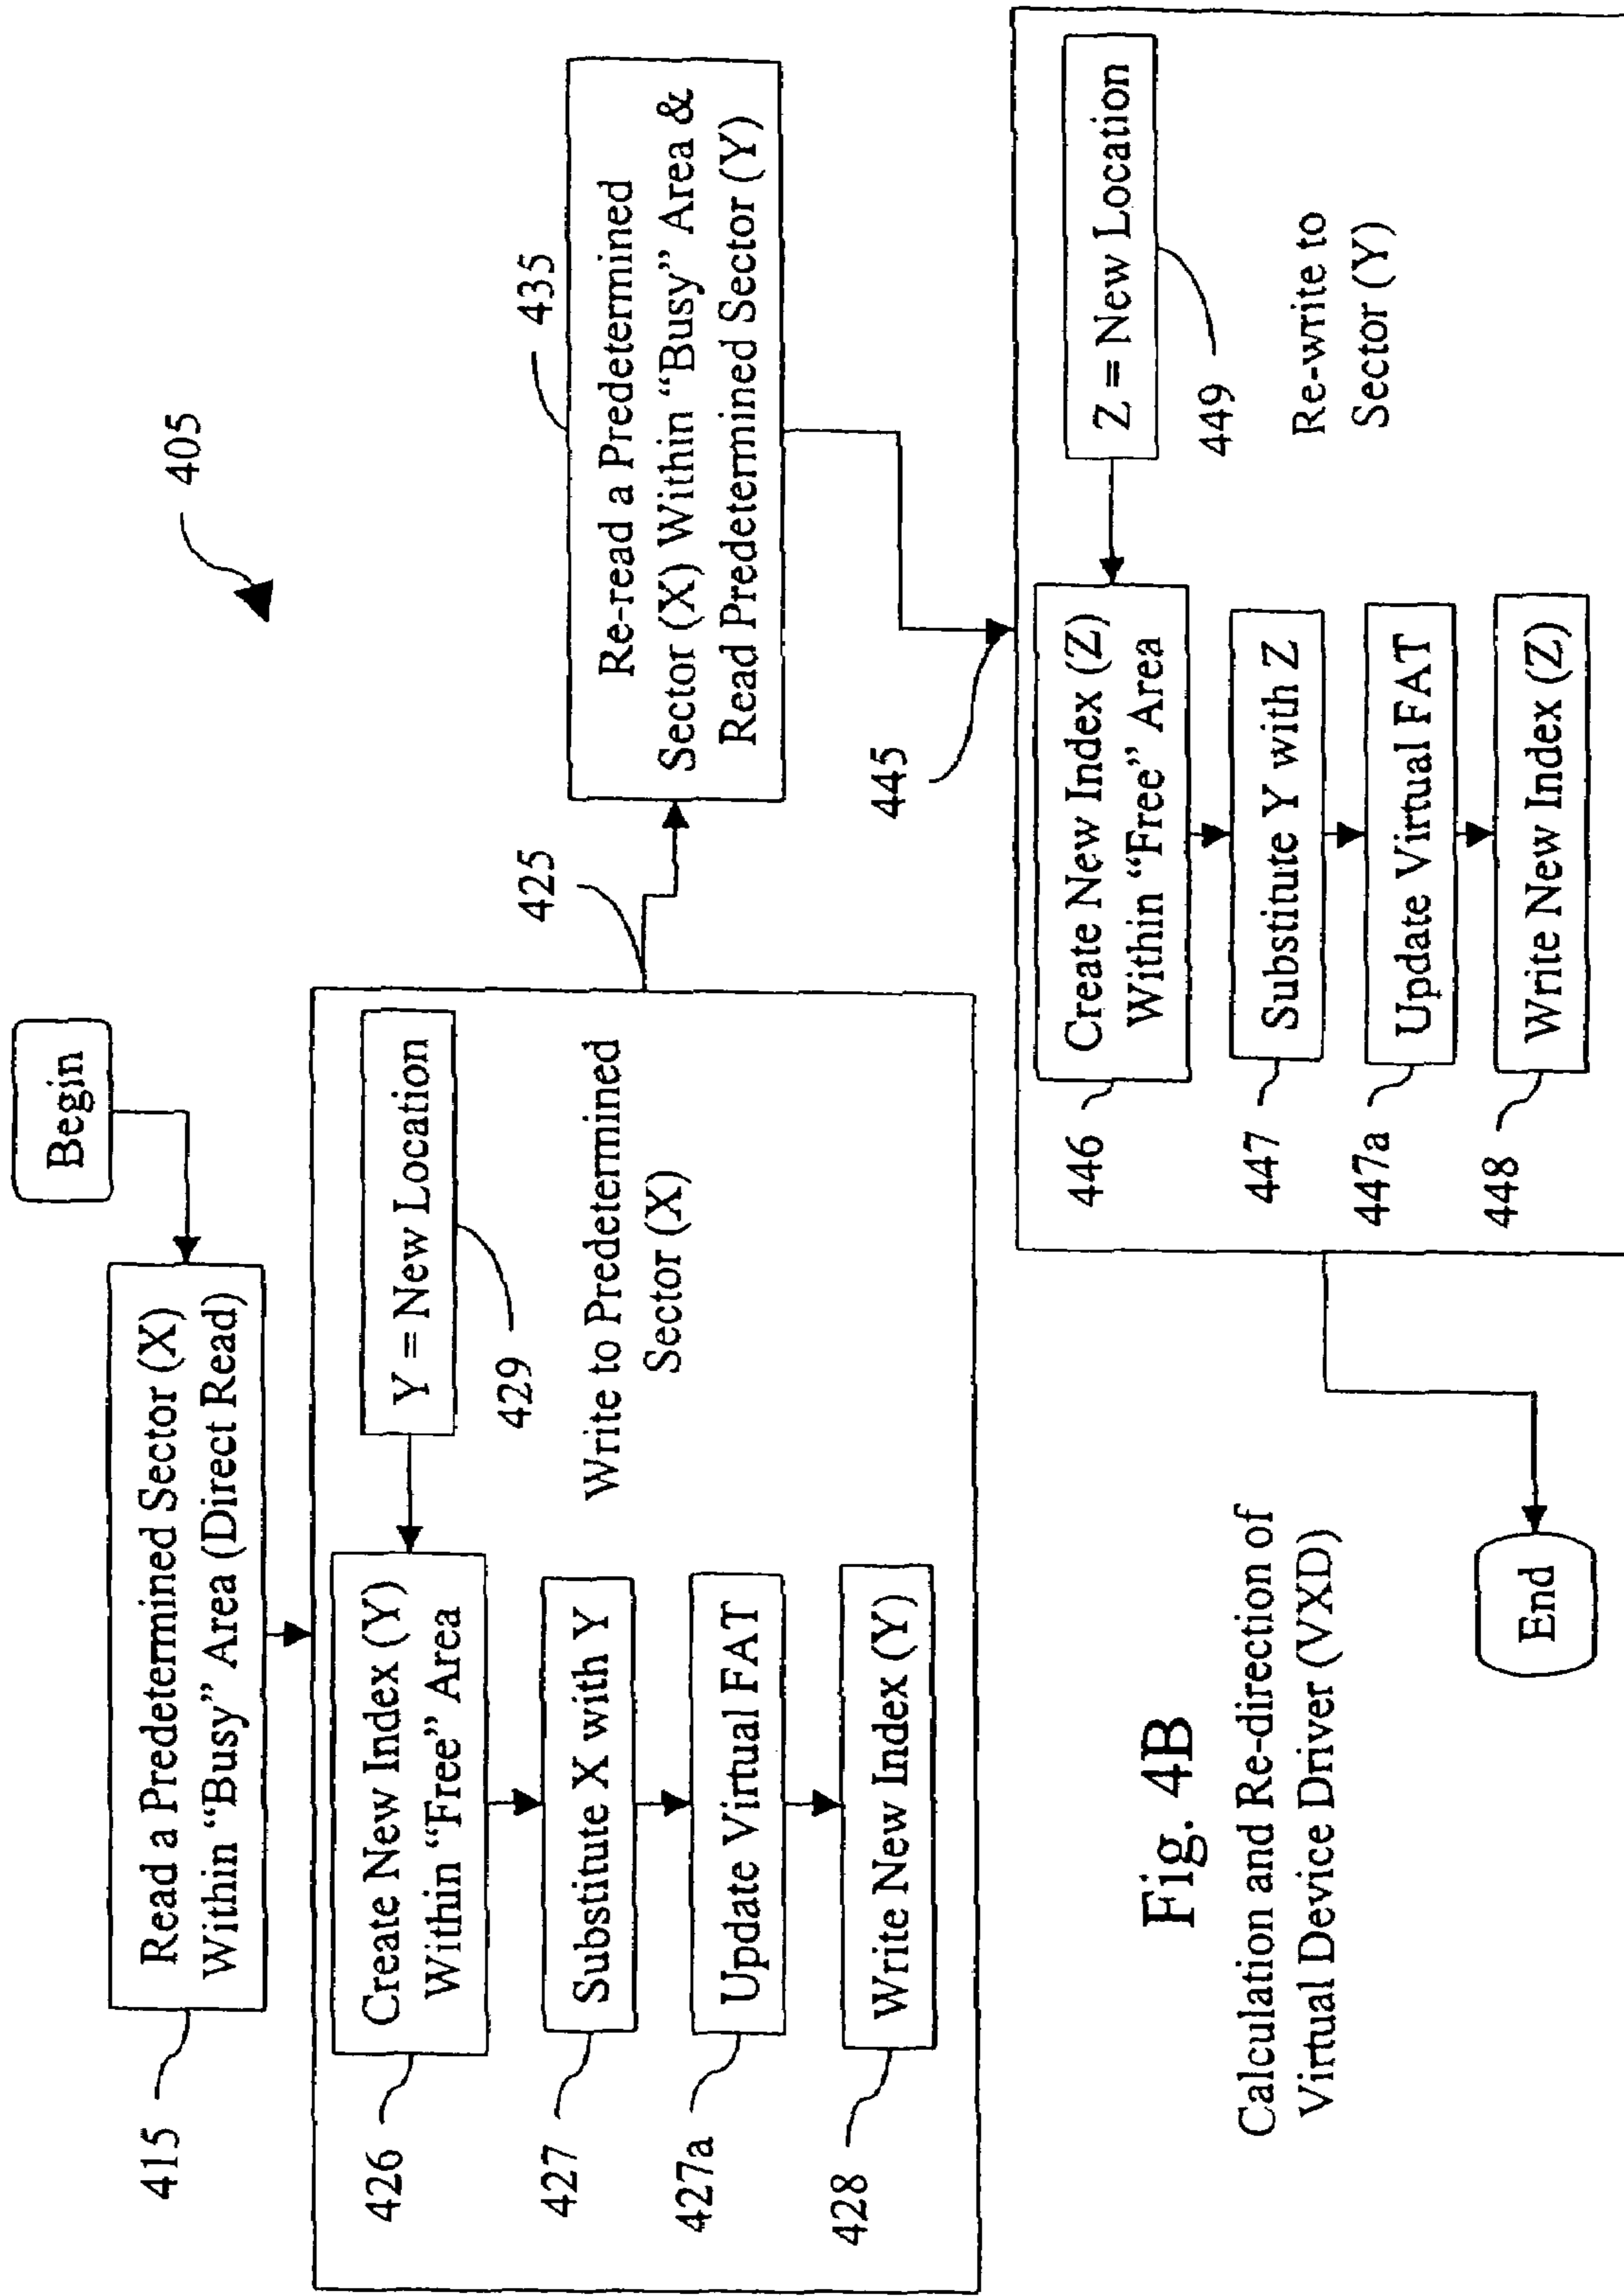 Begin
405
415
Read a Predetermined Sector (X)
Within “Busy” Area (Direct Read)
425
426
Create New Index (Y)
Within “Free” Area
Y = New Location
429
427
Substitute X with Y
427a
Update Virtual FAT
428
Write New Index (Y)
Write to Predetermined
Sector (X)
435
Re-read a Predetermined
Sector (X) Within “Busy” Area &
Read Predetermined Sector (Y)
445
446
Create New Index (Z)
Within “Free” Area
Z = New Location
449
447
Substitute Y with Z
447a
Update Virtual FAT
448
Write New Index (Z)
Re-write to
Sector (Y)
End
Fig. 4B
Calculation and Re-direction of
Virtual Device Driver (VXD)